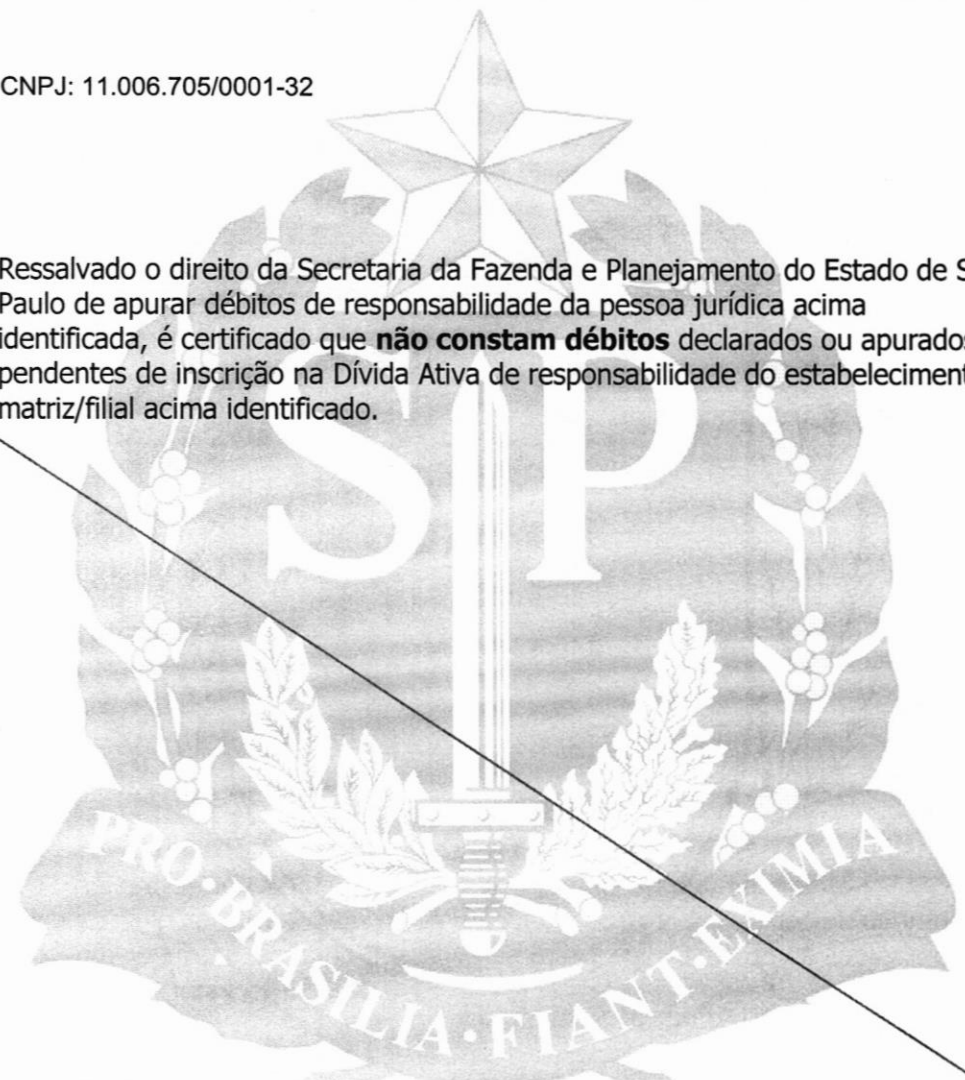 CNPJ: 11.006.705/0001-32
Ressalvado o direito da Secretaria da Fazenda e Planejamento do Estado de S
Paulo de apurar débitos de responsabilidade da pessoa jurídica acima
identificada, é certificado que não constam débitos declarados ou apurados
pendentes de inscrição na Dívida Ativa de responsabilidade do estabeleciment
matriz/filial acima identificado.
SP
PRO·BRASILIA·FIANT·EXIMIA